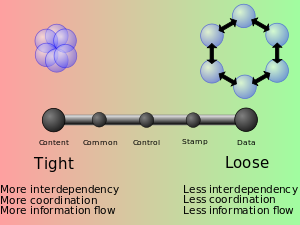 Content Common Control Stamp Data
Tight Loose
More interdependency Less interdependency
More coordination Less coordination
More information flow Less information flow